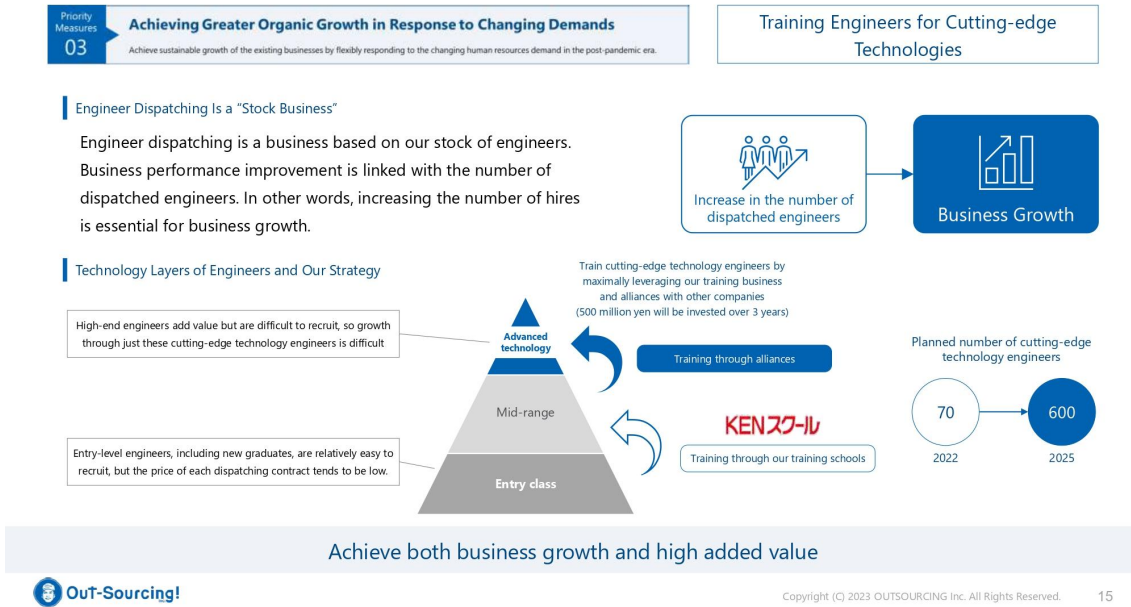 Priority
Measures
03
Achieving Greater Organic Growth in Response to Changing Demands
Achieve sustainable growth of the existing businesses by flexibly responding to the changing human resources demand in the post-pandemic era.
Training Engineers for Cutting-edge
Technologies
Engineer Dispatching Is a “Stock Business”
Engineer dispatching is a business based on our stock of engineers.
Business performance improvement is linked with the number of
dispatched engineers. In other words, increasing the number of hires
is essential for business growth.
Increase in the number of
dispatched engineers
Business Growth
Technology Layers of Engineers and Our Strategy
Train cutting-edge technology engineers by
maximally leveraging our training business
and alliances with other companies
(500 million yen will be invested over 3 years)
High-end engineers add value but are difficult to recruit, so growth
through just these cutting-edge technology engineers is difficult
Advanced
technology
Training through alliances
Planned number of cutting-edge
technology engineers
70
600
2022
2025
Mid-range
KENスクール
Training through our training schools
Entry-level engineers, including new graduates, are relatively easy to
recruit, but the price of each dispatching contract tends to be low.
Entry class
Achieve both business growth and high added value
OuT-Sourcing!
Copyright (C) 2023 OUTSOURCING Inc. All Rights Reserved.
15